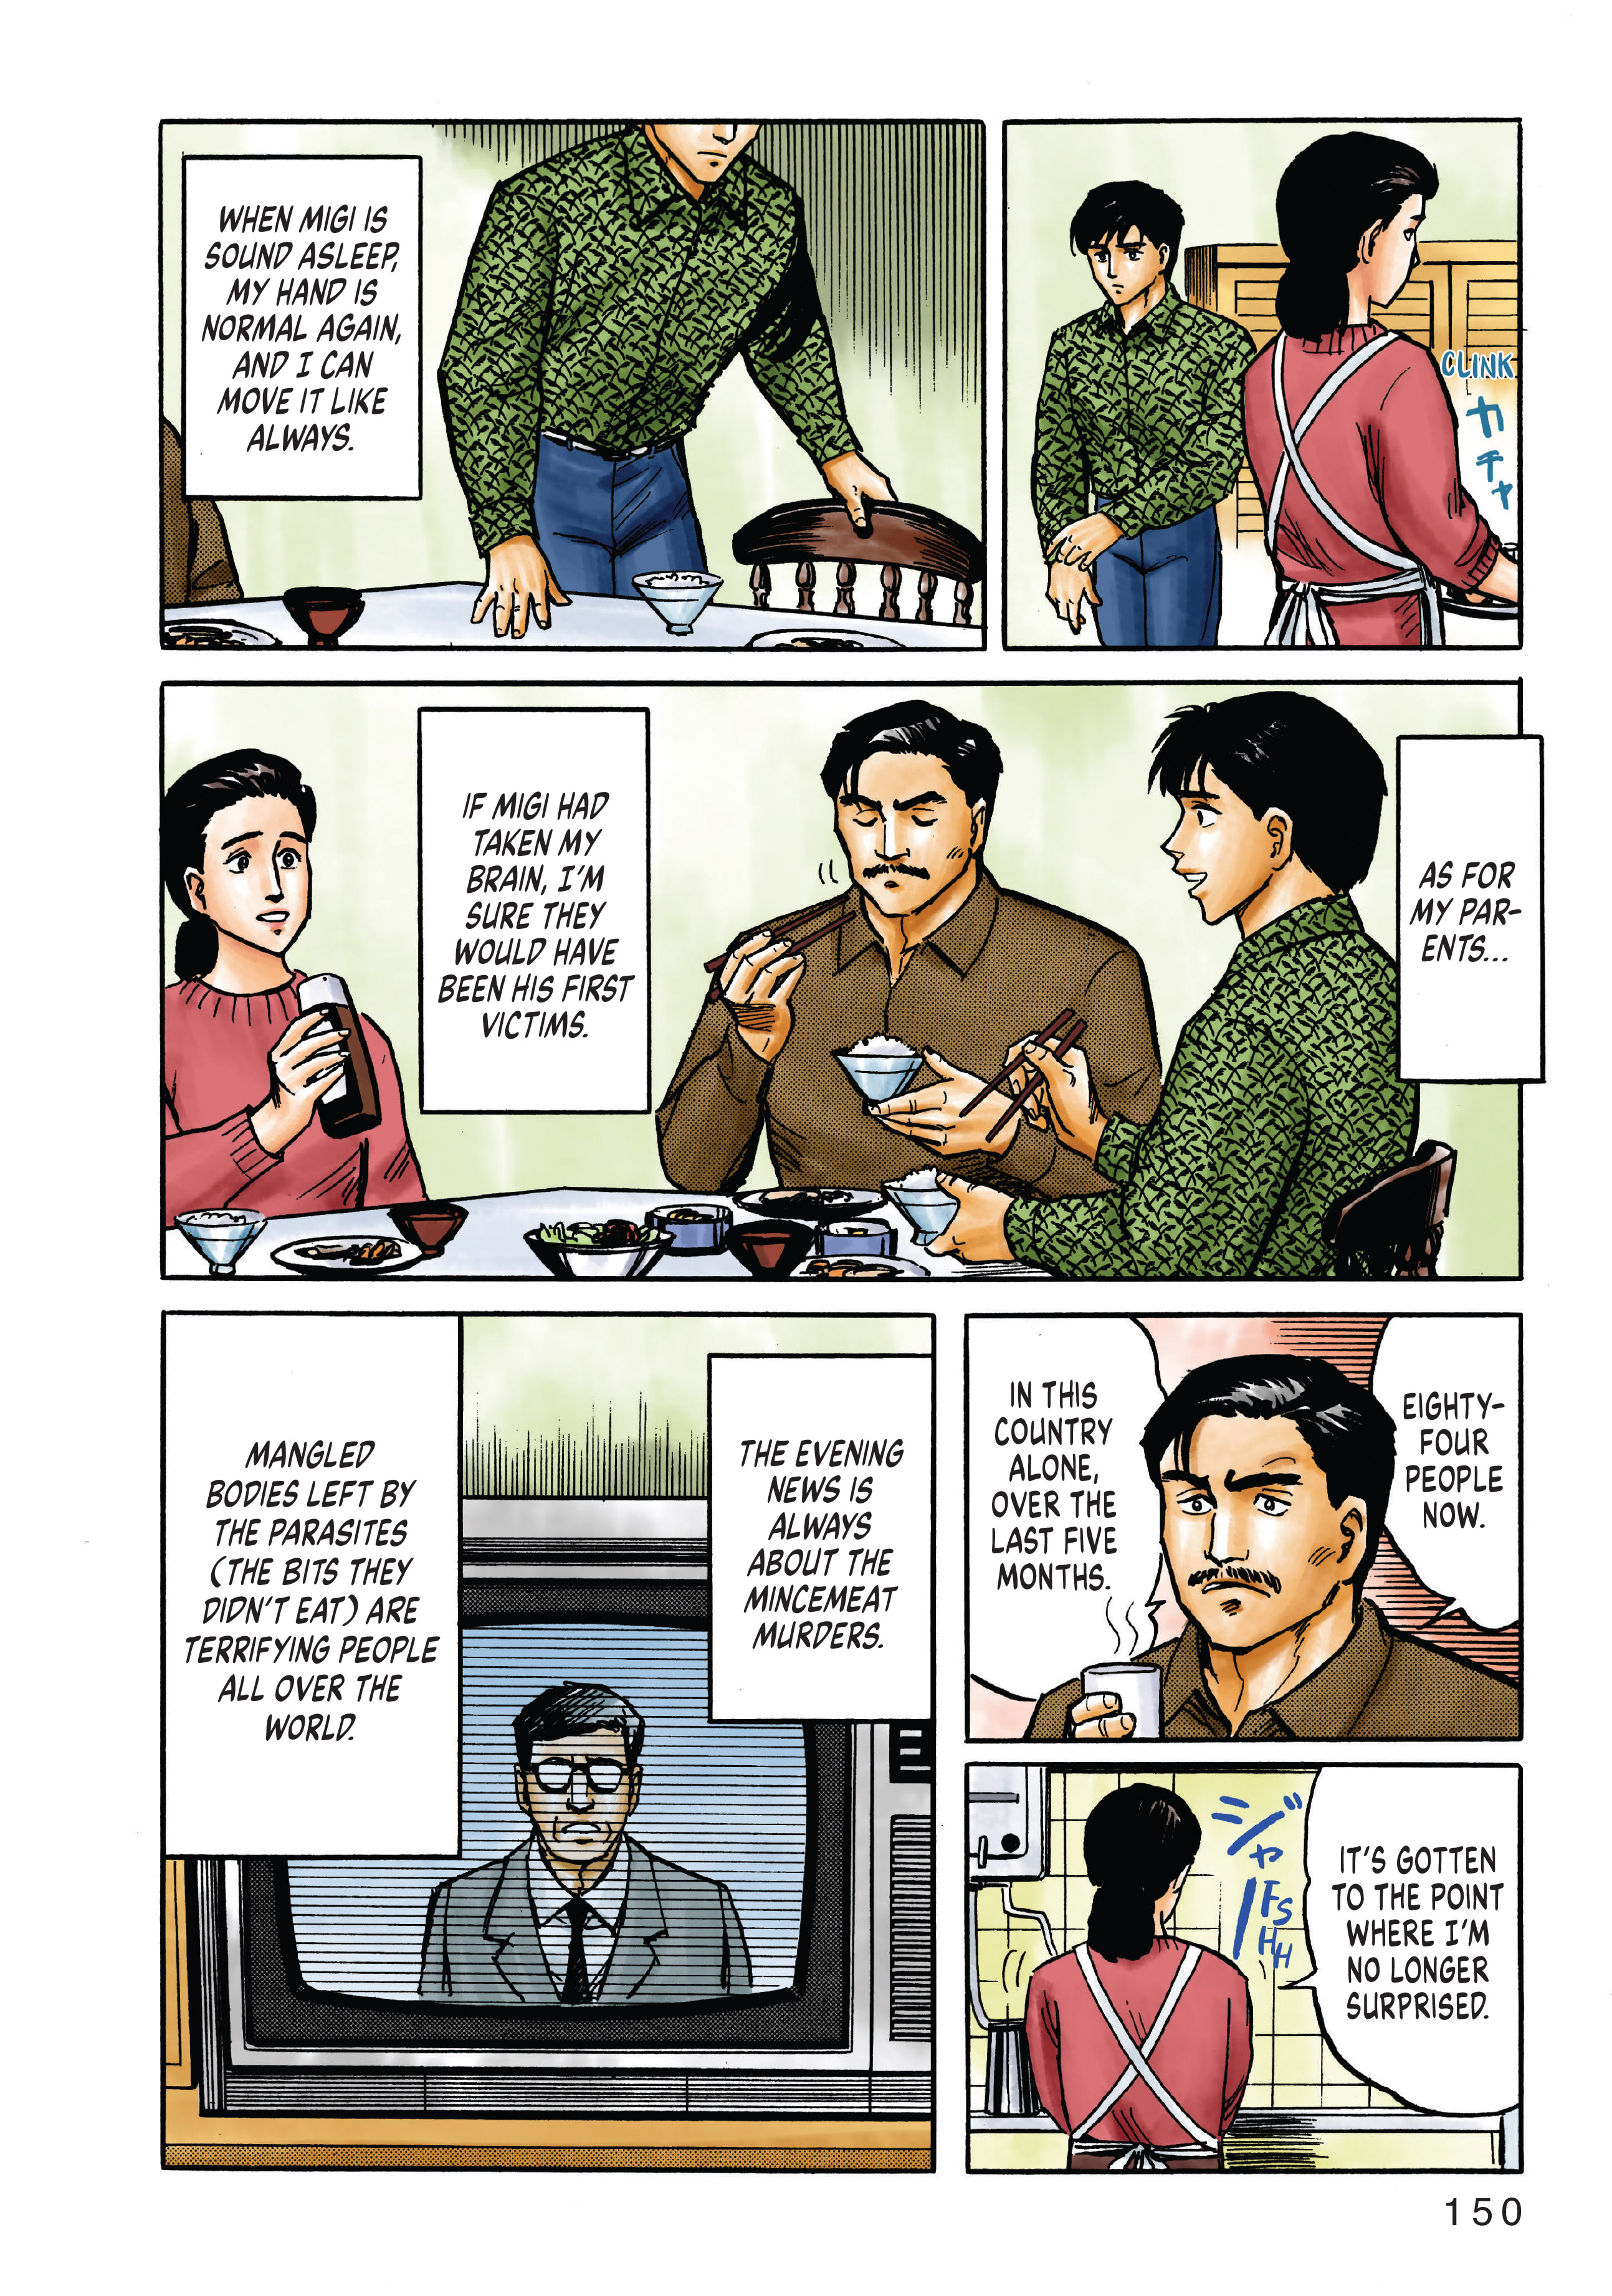 CLINK
カチャ
WHEN MIGI IS
SOUND ASLEEP,
MY HAND IS
NORMAL AGAIN,
AND I CAN
MOVE IT LIKE
ALWAYS.
AS FOR
MY PAR-
ENTS...
IF MIGI HAD
TAKEN MY
BRAIN, I'M
SURE THEY
WOULD HAVE
BEEN HIS FIRST
VICTIMS.
EIGHTY-
FOUR
PEOPLE
NOW.
IN THIS
COUNTRY
ALONE,
OVER THE
LAST FIVE
MONTHS.
IT'S GOTTEN
TO THE POINT
WHERE I'M
NO LONGER
SURPRISED.
ジャー
FSHH
THE EVENING
NEWS IS
ALWAYS
ABOUT THE
MINCEMEAT
MURDERS.
MANGLED
BODIES LEFT BY
THE PARASITES
(THE BITS THEY
DIDN'T EAT) ARE
TERRIFYING PEOPLE
ALL OVER THE
WORLD.
150